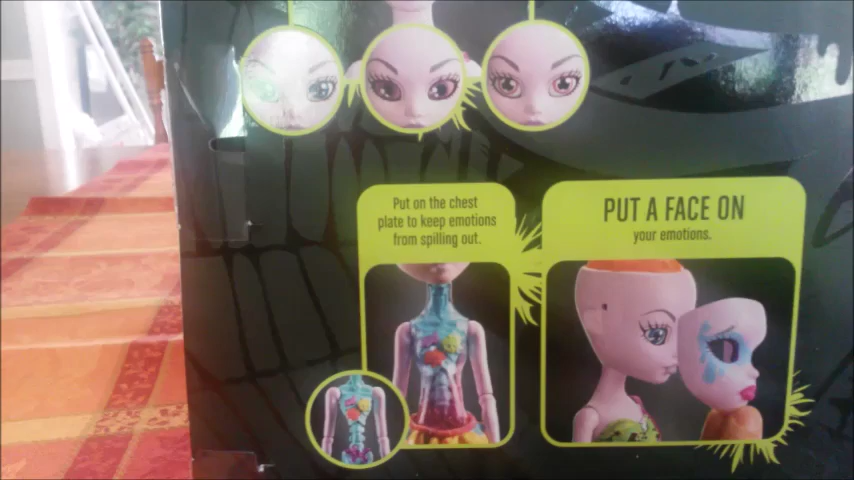 Put on the chest
plate to keep emotions
from spilling out.
PUT A FACE ON
your emotions.